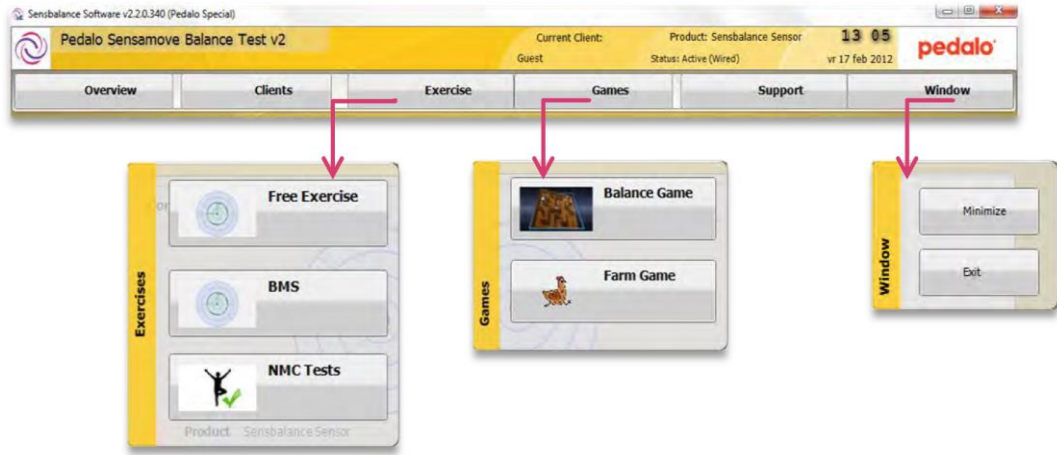 Sensbalance Software v2.2.0.340 (Pedalo Special)
Pedalo Sensamove Balance Test v2
Current Client:
Product: Sensbalance Sensor
13 05
pedalo
Guest
Status: Active (Wired)
vr 17 feb 2012
Overview
Clients
Exercise
Games
Support
Window
Exercises
Free Exercise
BMS
NMC Tests
Product Sensbalance Sensor
Games
Balance Game
Farm Game
Window
Minimize
Exit